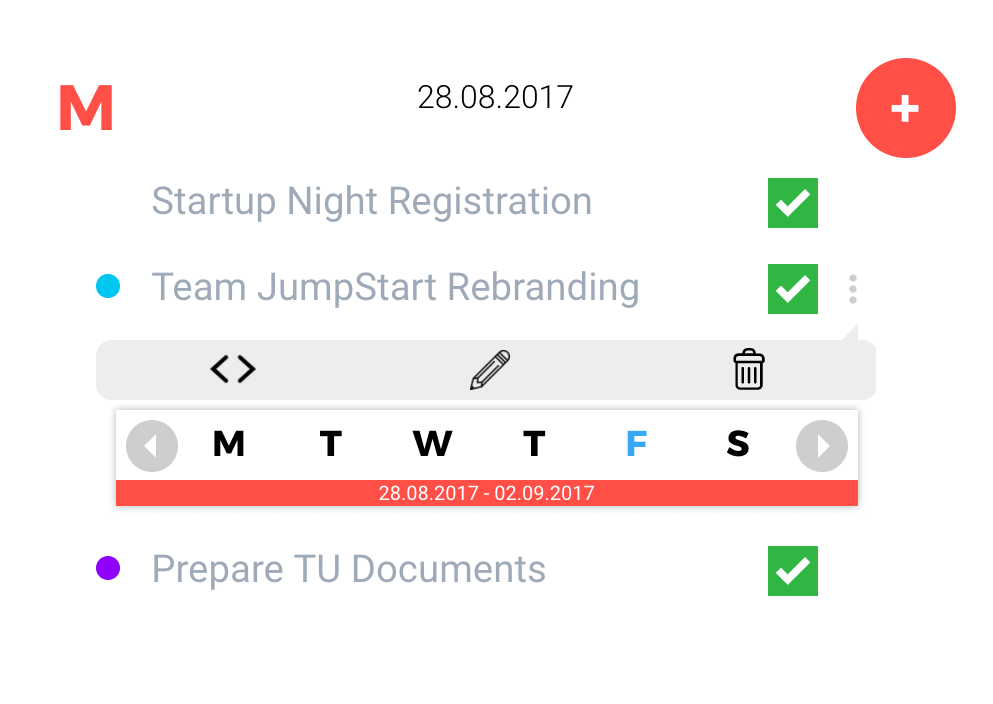 M
28.08.2017
+
Startup Night Registration
Team JumpStart Rebranding
M T W T F S
28.08.2017 - 02.09.2017
Prepare TU Documents